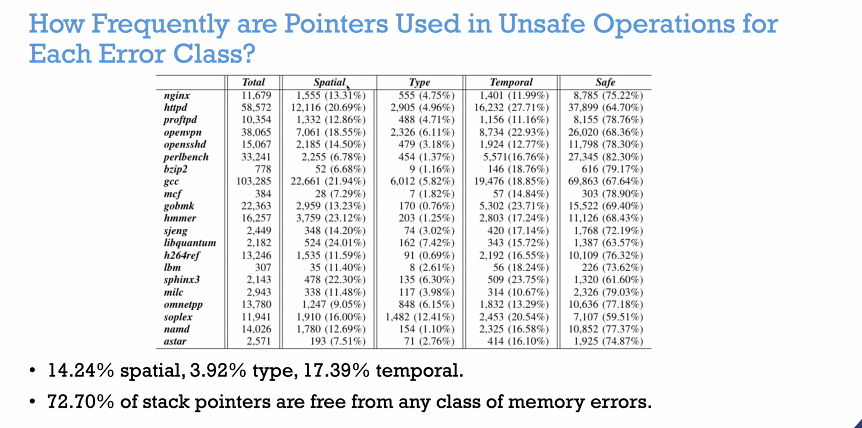 How Frequently are Pointers Used in Unsafe Operations for
Each Error Class?
Total Spatial Type Temporal Safe
nginx 11,679 1,555 (13.31%) 555 (4.75%) 1,401 (11.99%) 8,785 (75.22%)
httpd 58,572 12,116 (20.69%) 2,905 (4.96%) 16,232 (27.71%) 37,899 (64.70%)
proftpd 10,354 1,332 (12.86%) 488 (4.71%) 1,156 (11.16%) 8,155 (78.76%)
openvpn 38,065 7,061 (18.55%) 2,326 (6.11%) 8,734 (22.93%) 26,020 (68.36%)
opensshd 15,067 2,185 (14.50%) 479 (3.18%) 1,924 (12.77%) 11,798 (78.30%)
perlbench 33,241 2,255 (6.78%) 454 (1.37%) 5,571(16.76%) 27,345 (82.30%)
bzip2 778 52 (6.68%) 9 (1.16%) 146 (18.76%) 616 (79.17%)
gcc 103,285 22,661 (21.94%) 6,012 (5.82%) 19,476 (18.85%) 69,863 (67.64%)
mcf 384 28 (7.29%) 7 (1.82%) 57 (14.84%) 303 (78.90%)
gobmk 22,363 2,959 (13.23%) 170 (0.76%) 5,302 (23.71%) 15,522 (69.40%)
hmmer 16,257 3,759 (23.12%) 203 (1.25%) 2,803 (17.24%) 11,126 (68.43%)
sjeng 2,449 348 (14.20%) 74 (3.02%) 420 (17.14%) 1,768 (72.19%)
libquantum 2,182 524 (24.01%) 162 (7.42%) 343 (15.72%) 1,387 (63.57%)
h264ref 13,246 1,535 (11.59%) 91 (0.69%) 2,192 (16.55%) 10,109 (76.32%)
lbm 307 35 (11.40%) 8 (2.61%) 56 (18.24%) 226 (73.62%)
sphinx3 2,143 478 (22.30%) 135 (6.30%) 509 (23.75%) 1,320 (61.60%)
milc 2,943 338 (11.48%) 117 (3.98%) 314 (10.67%) 2,326 (79.03%)
omnetpp 13,780 1,247 (9.05%) 848 (6.15%) 1,832 (13.29%) 10,636 (77.18%)
soplex 11,941 1,910 (16.00%) 1,482 (12.41%) 2,453 (20.54%) 7,107 (59.51%)
namd 14,026 1,780 (12.69%) 154 (1.10%) 2,325 (16.58%) 10,852 (77.37%)
astar 2,571 193 (7.51%) 71 (2.76%) 414 (16.10%) 1,925 (74.87%)
• 14.24% spatial, 3.92% type, 17.39% temporal.
• 72.70% of stack pointers are free from any class of memory errors.